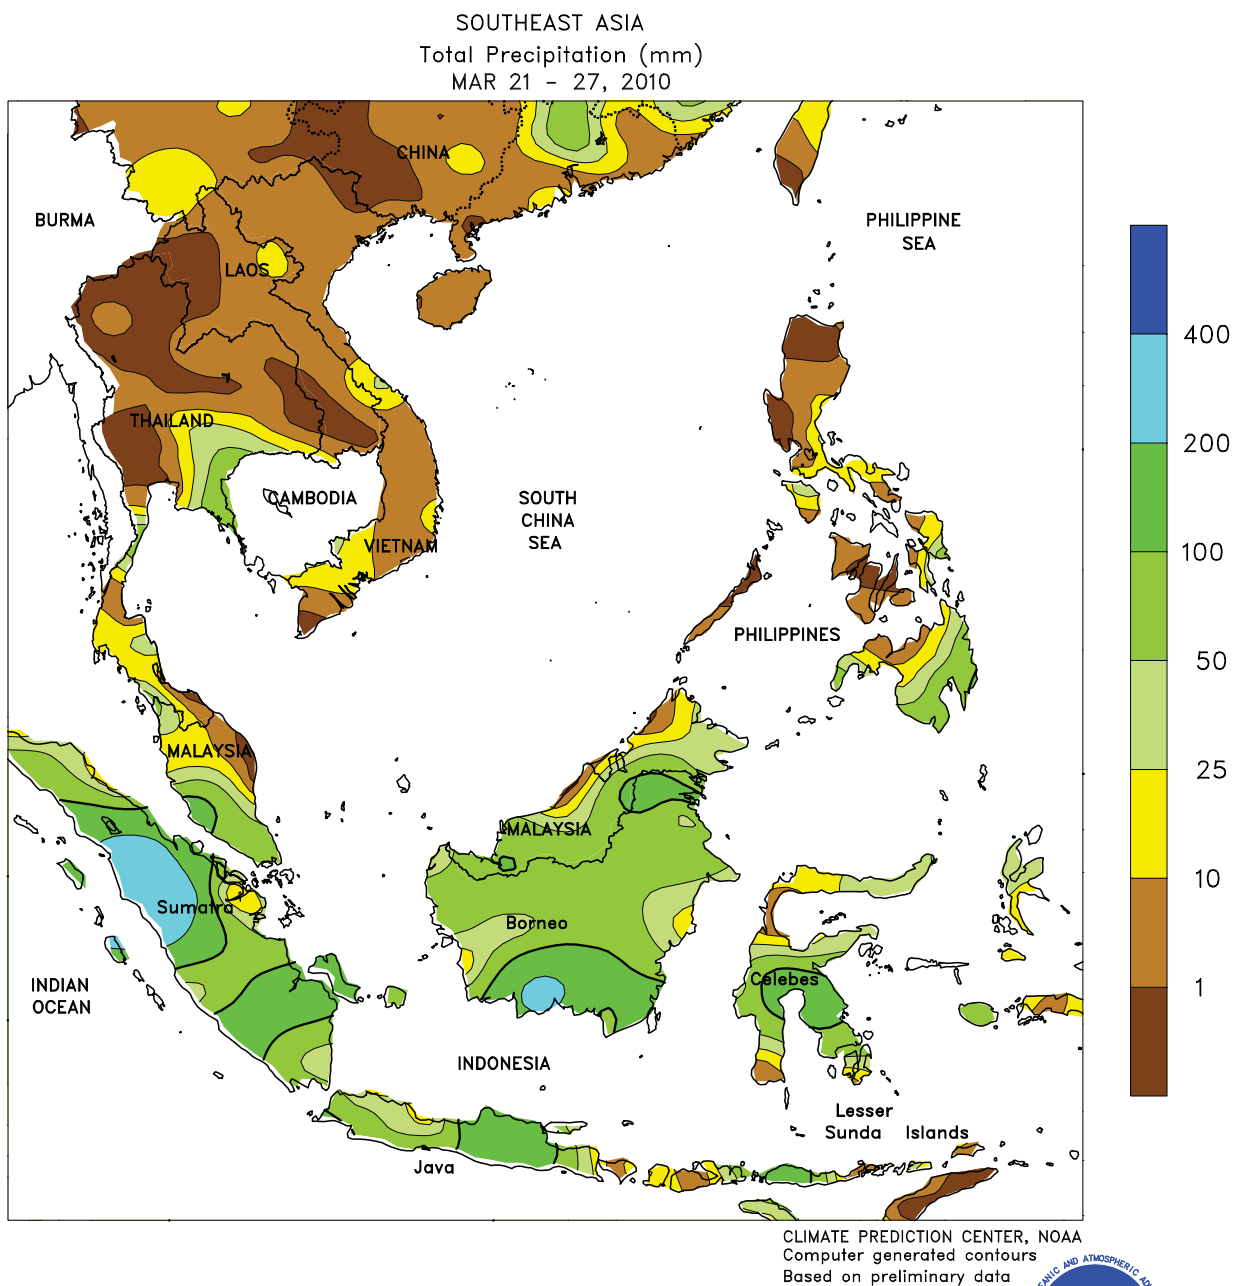 SOUTHEAST ASIA
Total Precipitation (mm)
MAR 21 - 27, 2010
CHINA
BURMA
PHILIPPINE
SEA
LAOS
400
THAILAND
200
CAMBODIA
SOUTH
CHINA
SEA
VIETNAM
100
PHILIPPINES
50
MALAYSIA
25
MALAYSIA
10
Sumatra
Borneo
Celebes
1
INDIAN
OCEAN
INDONESIA
Lesser
Sunda Islands
Java
CLIMATE PREDICTION CENTER, NOAA
Computer generated contours
Based on preliminary data
AND ATMOSPHERIC